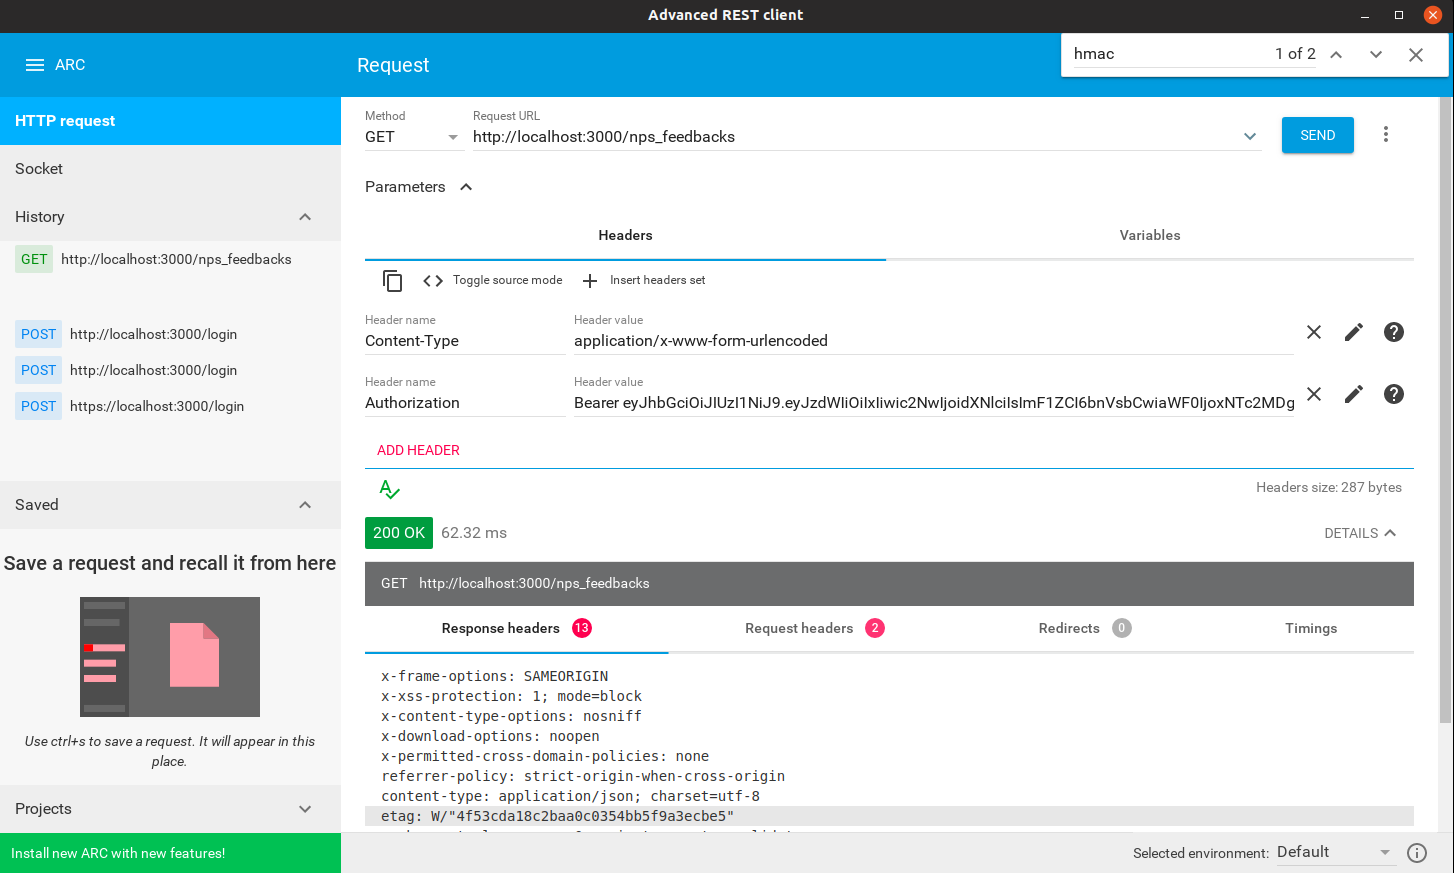 Advanced REST client
ARC
Request
hmac 1 of 2
HTTP request
Socket
History
GET http://localhost:3000/nps_feedbacks
POST http://localhost:3000/login
POST http://localhost:3000/login
POST https://localhost:3000/login
Saved
Save a request and recall it from here
Use ctrl+s to save a request. It will appear in this
place.
Projects
Install new ARC with new features!
Method
GET
Request URL
http://localhost:3000/nps_feedbacks
SEND
Parameters
Headers
Variables
Toggle source mode
Insert headers set
Header name
Content-Type
Header value
application/x-www-form-urlencoded
Header name
Authorization
Header value
Bearer eyJhbGciOiJIUzI1NiJ9.eyJzdWIiOiIxIiwic2NwIjoidXNlciIsImF1ZCI6bnVsbCwiaWF0IjoxNTc2MDg
ADD HEADER
Headers size: 287 bytes
200 OK 62.32 ms
DETAILS
GET http://localhost:3000/nps_feedbacks
Response headers 13
Request headers 2
Redirects 0
Timings
x-frame-options: SAMEORIGIN
x-xss-protection: 1; mode=block
x-content-type-options: nosniff
x-download-options: noopen
x-permitted-cross-domain-policies: none
referrer-policy: strict-origin-when-cross-origin
content-type: application/json; charset=utf-8
etag: W/"4f53cda18c2baa0c0354bb5f9a3ecbe5"
Selected environment: Default